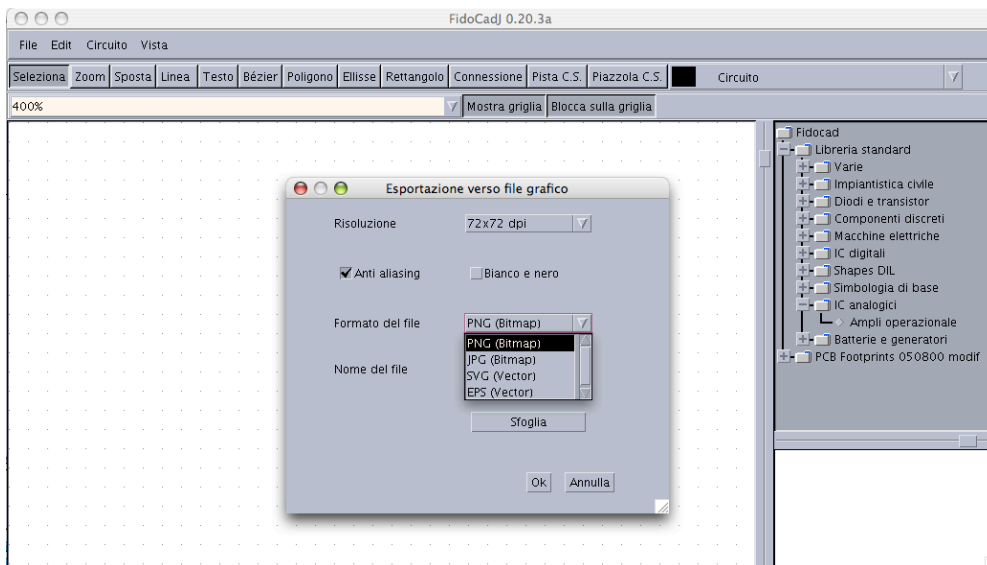 FidoCadJ 0.20.3a
File Edit Circuito Vista
Seleziona Zoom Sposta Linea Testo Bézier Poligono Ellisse Rettangolo Connessione Pista C.S. Piazzola C.S. Circuito
400% Mostra griglia Blocca sulla griglia
Esportazione verso file grafico
Risoluzione 72x72 dpi
Anti aliasing Bianco e nero
Formato del file PNG (Bitmap)
PNG (Bitmap)
JPG (Bitmap)
SVG (Vector)
EPS (Vector)
Nome del file
Sfoglia
Ok Annulla
Fidocad
Libreria standard
Varie
Impiantistica civile
Diodi e transistor
Componenti discreti
Macchine elettriche
IC digitali
Shapes DIL
Simbologia di base
IC analogici
Ampli operazionale
Batterie e generatori
PCB Footprints 050800 modif